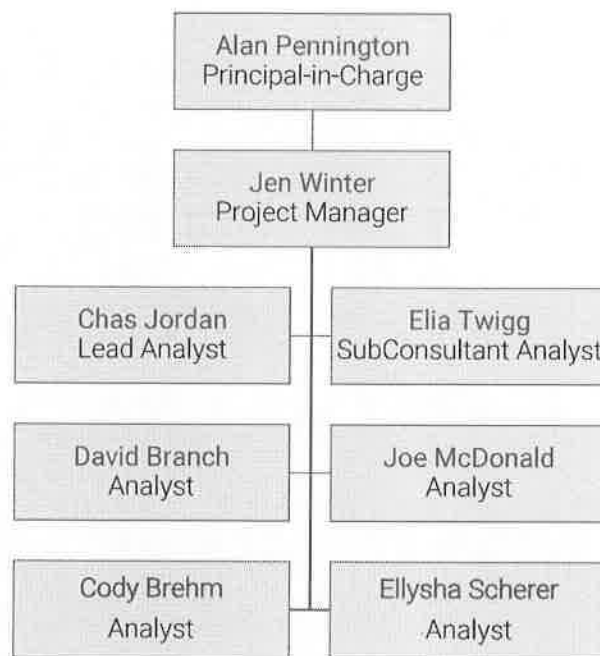 Alan Pennington
Principal-in-Charge
Jen Winter
Project Manager
Chas Jordan
Lead Analyst
Elia Twigg
SubConsultant Analyst
David Branch
Analyst
Joe McDonald
Analyst
Cody Brehm
Analyst
Ellysha Scherer
Analyst